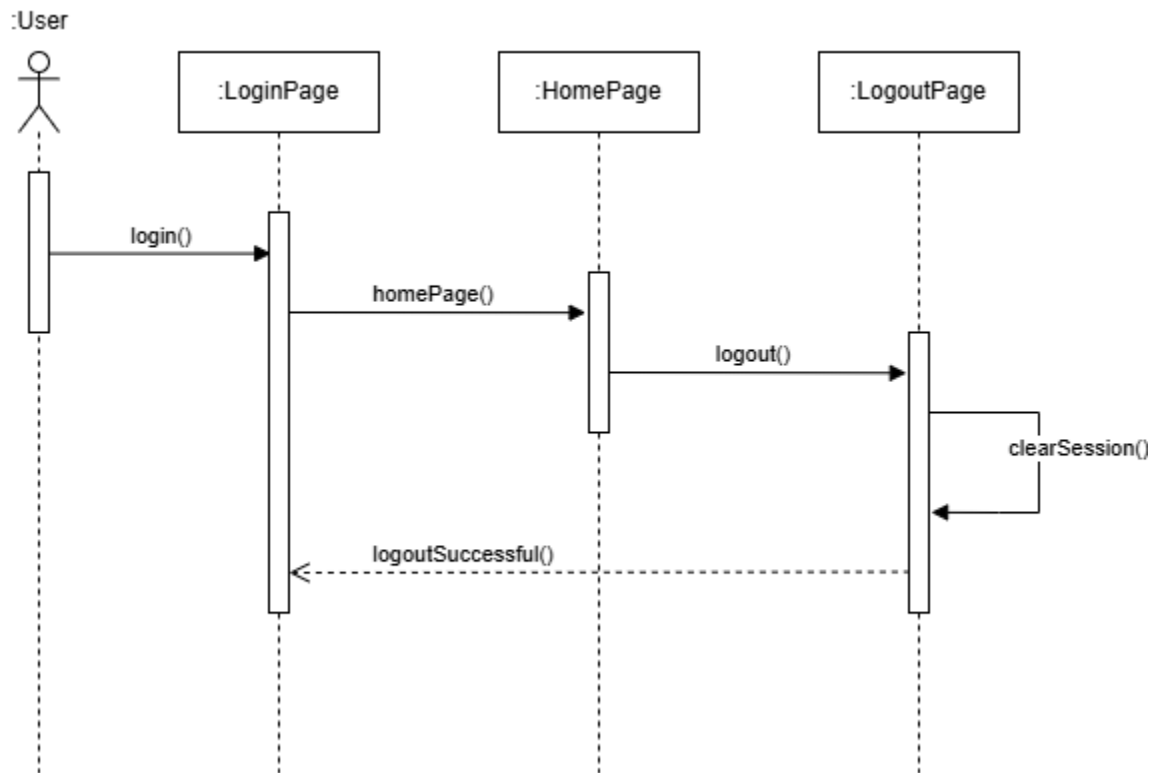 :User
:LoginPage
:HomePage
:LogoutPage
login()
homePage()
logout()
clearSession()
logoutSuccessful()